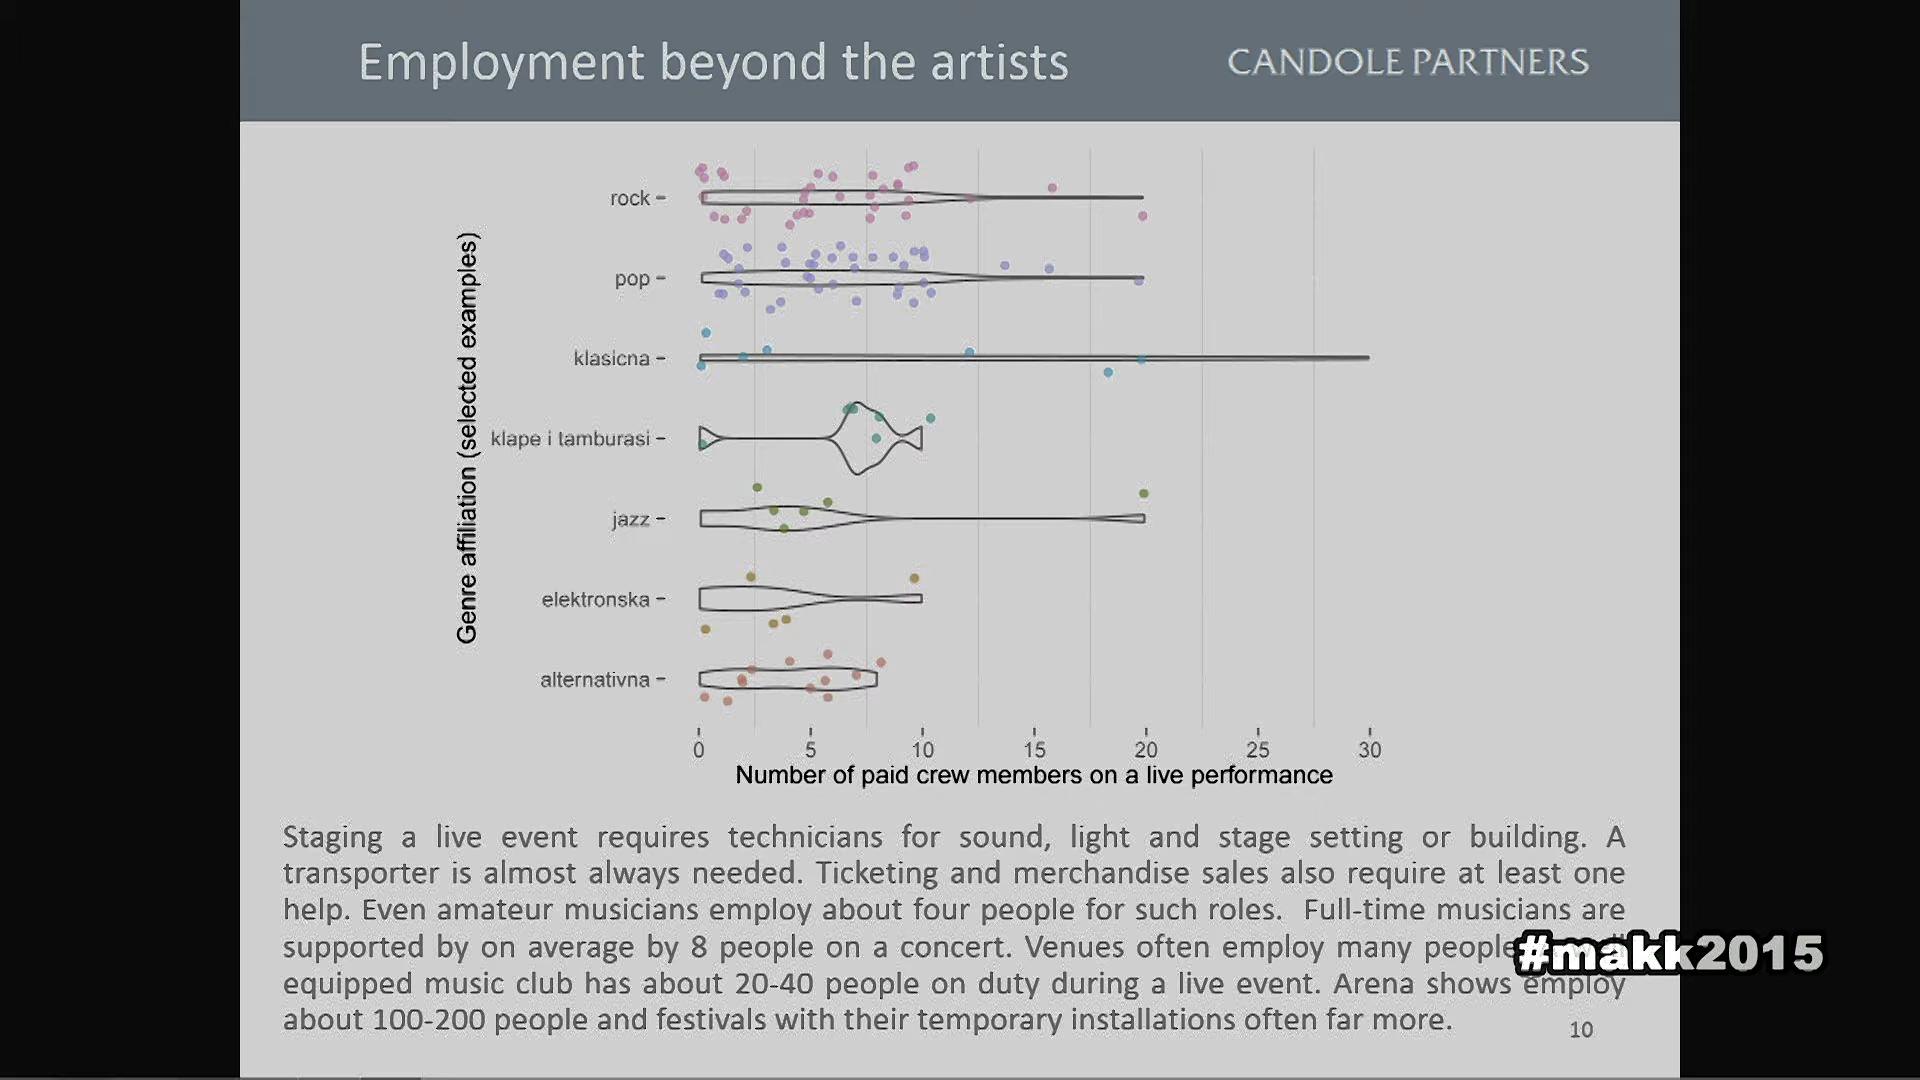 Employment beyond the artists
CANDOLE PARTNERS
Genre affiliation (selected examples)
rock
pop
klasicna
klape i tamburasi
jazz
elektronska
alternativna
0 5 10 15 20 25 30
Number of paid crew members on a live performance
Staging a live event requires technicians for sound, light and stage setting or building. A
transporter is almost always needed. Ticketing and merchandise sales also require at least one
help. Even amateur musicians employ about four people for such roles. Full-time musicians are
supported by on average by 8 people on a concert. Venues often employ many people
equipped music club has about 20-40 people on duty during a live event. Arena shows employ
about 100-200 people and festivals with their temporary installations often far more.
#makk2015
10